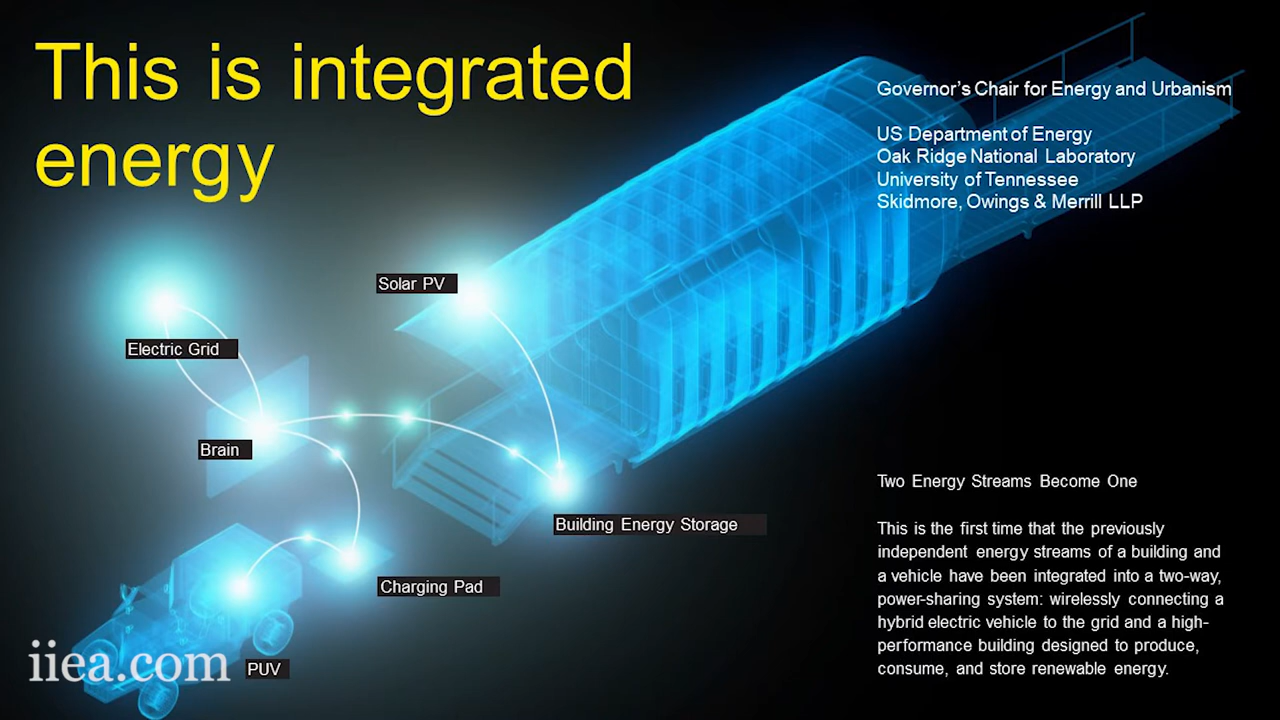 This is integrated
energy
Governor's Chair for Energy and Urbanism
US Department of Energy
Oak Ridge National Laboratory
University of Tennessee
Skidmore, Owings & Merrill LLP
Solar PV
Electric Grid
Brain
Building Energy Storage
Charging Pad
PUV
Two Energy Streams Become One
This is the first time that the previously
independent energy streams of a building and
a vehicle have been integrated into a two-way,
power-sharing system: wirelessly connecting a
hybrid electric vehicle to the grid and a high-
performance building designed to produce,
consume, and store renewable energy.
iiea.com